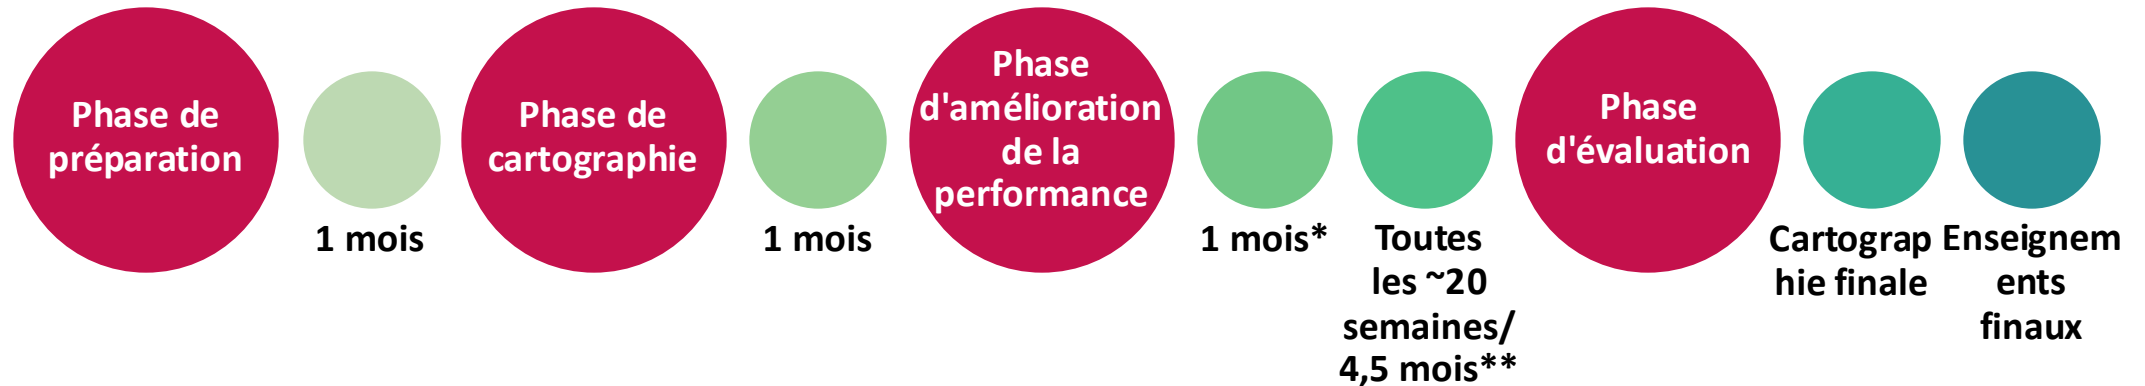 Phase de
préparation
1 mois
Phase de
cartographie
1 mois
Phase
d'amélioration
de la
performance
1 mois*
Toutes
les ~20
semaines/
4,5 mois**
Phase
d'évaluation
Cartograp
hie finale
Enseignem
ents
finaux